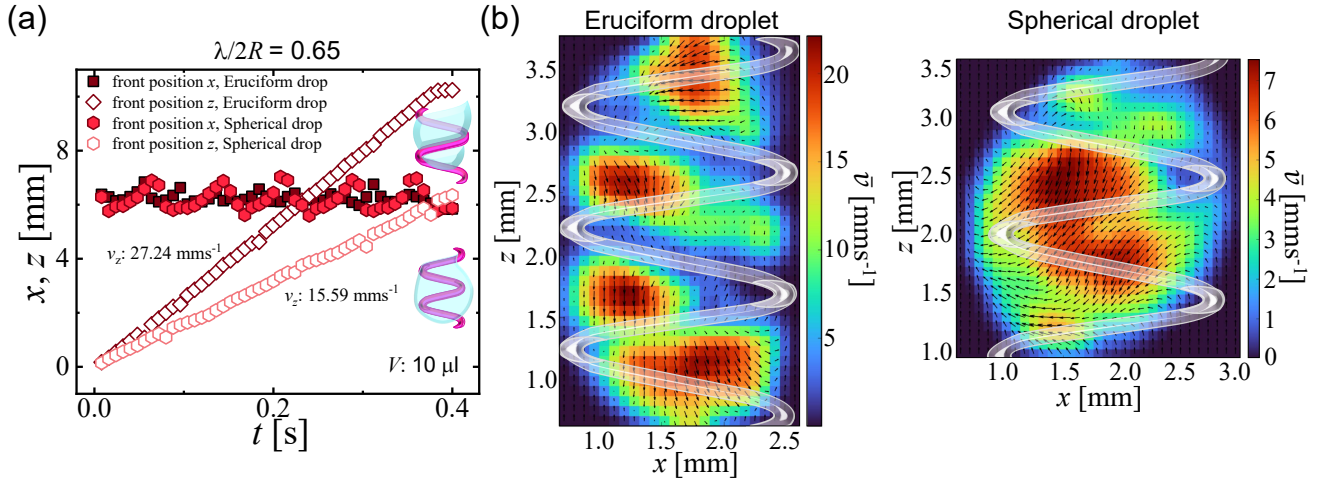 (a)
λ/2R = 0.65
front position x, Eruciform drop
front position z, Eruciform drop
front position x, Spherical drop
front position z, Spherical drop
x, z [mm]
8
4
0
v_z: 27.24 mms⁻¹
v_z: 15.59 mms⁻¹
V: 10 μl
0.0
0.2
0.4
t [s]
(b)
Eruciform droplet
z [mm]
3.5
3.0
2.5
2.0
1.5
1.0
1.0
1.5
2.0
2.5
x [mm]
20
15
10
5
v̄ [mms⁻¹]
Spherical droplet
z [mm]
3.5
3.0
2.5
2.0
1.5
1.0
1.0
1.5
2.0
2.5
3.0
x [mm]
7
6
5
4
3
2
1
0
v̄ [mms⁻¹]